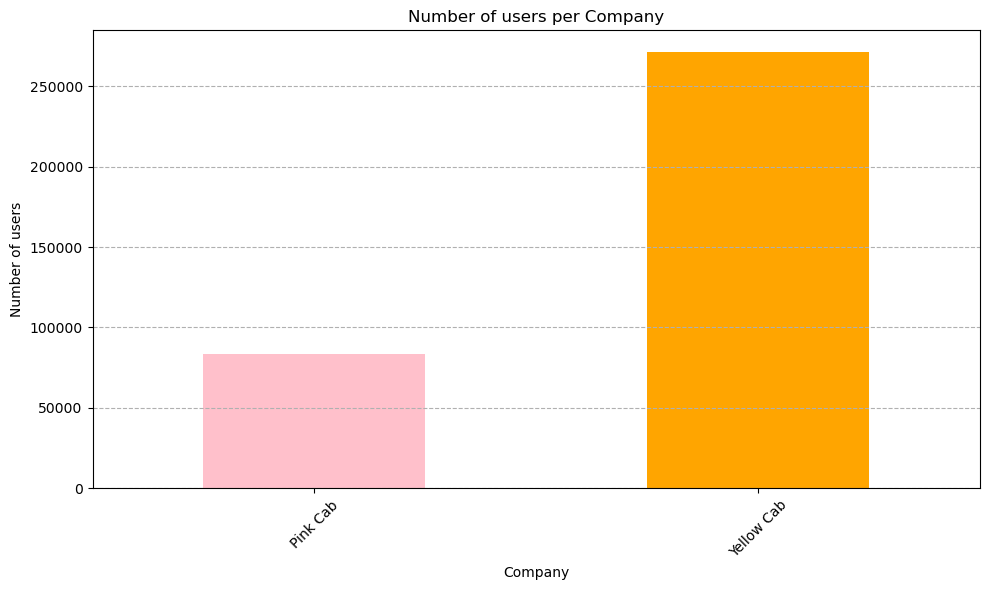 Number of users per Company
Number of users
250000
200000
150000
100000
50000
0
Pink Cab
Yellow Cab
Company